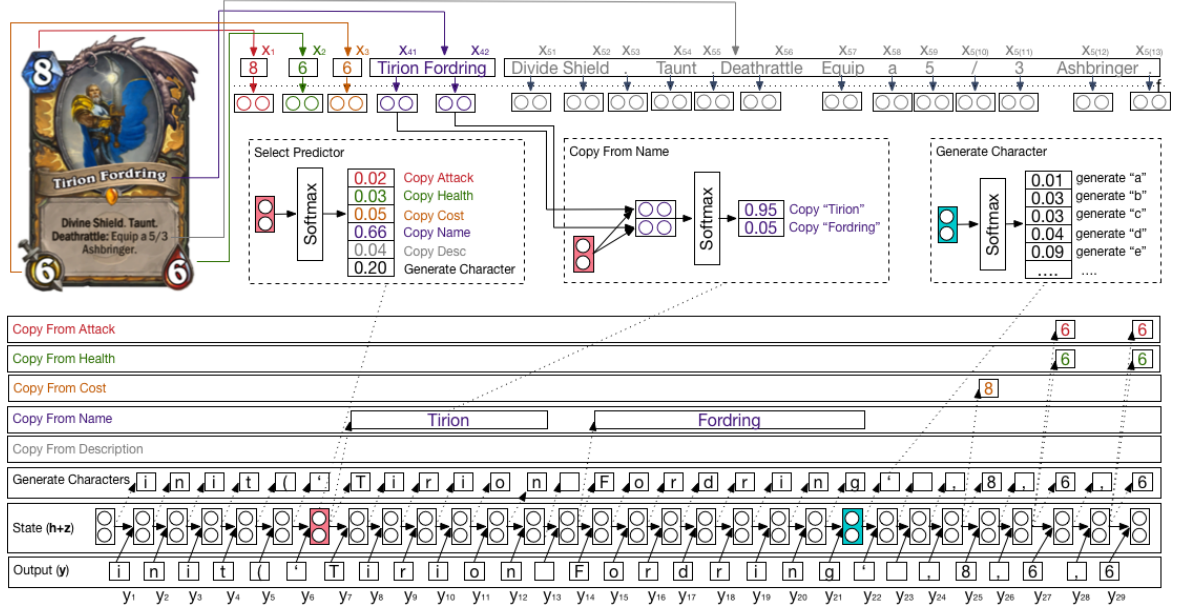 x1 x2 x3 x41 x42 x51 x52 x53 x54 x55 x56 x57 x58 x59 x5(10) x5(11) x5(12) x5(13)
8 6 6 Tirion Fordring Divide Shield . Taunt . Deathrattle Equip a 5 / 3 Ashbringer .
f
8
Tirion Fordring
Divine Shield. Taunt.
Deathrattle: Equip a 5/3
Ashbringer.
6 6
Select Predictor
Softmax
0.02 Copy Attack
0.03 Copy Health
0.05 Copy Cost
0.66 Copy Name
0.04 Copy Desc
0.20 Generate Character
Copy From Name
Softmax
0.95 Copy “Tirion”
0.05 Copy “Fordring”
Generate Character
Softmax
0.01 generate “a”
0.03 generate “b”
0.03 generate “c”
0.04 generate “d”
0.09 generate “e”
.... ....
Copy From Attack 6 6
Copy From Health 6 6
Copy From Cost 8
Copy From Name Tirion Fordring
Copy From Description
Generate Characters i n i t ( ‘ T i r i o n F o r d r i n g ‘ , 8 , 6 , 6
State (h+z)
Output (y) i n i t ( ‘ T i r i o n F o r d r i n g ‘ , 8 , 6 , 6
y1 y2 y3 y4 y5 y6 y7 y8 y9 y10 y11 y12 y13 y14 y15 y16 y17 y18 y19 y20 y21 y22 y23 y24 y25 y26 y27 y28 y29